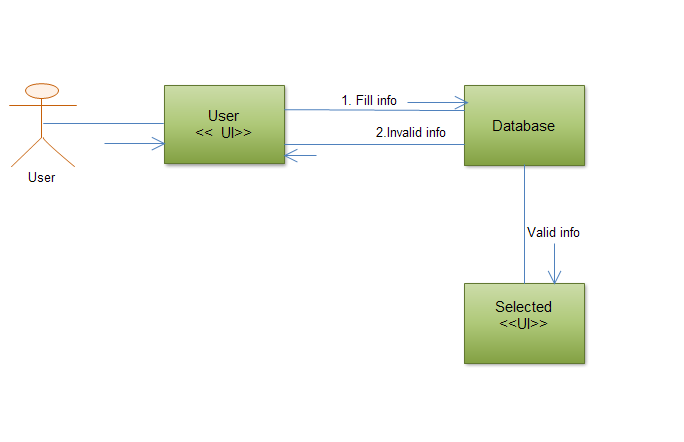 1. Fill info
User
<<  UI>>
2.Invalid info
Database
User
Valid info
Selected
<<UI>>